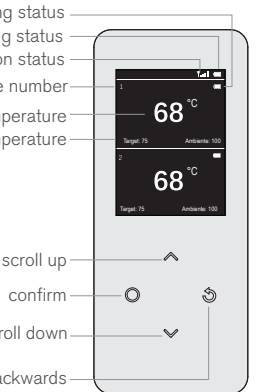 ng status
g status
on status
e number
1
perature
68 °C
perature
Target: 75 Ambiente: 100
2
68 °C
Target: 75 Ambiente: 100
scroll up
confirm
roll down
ackwards